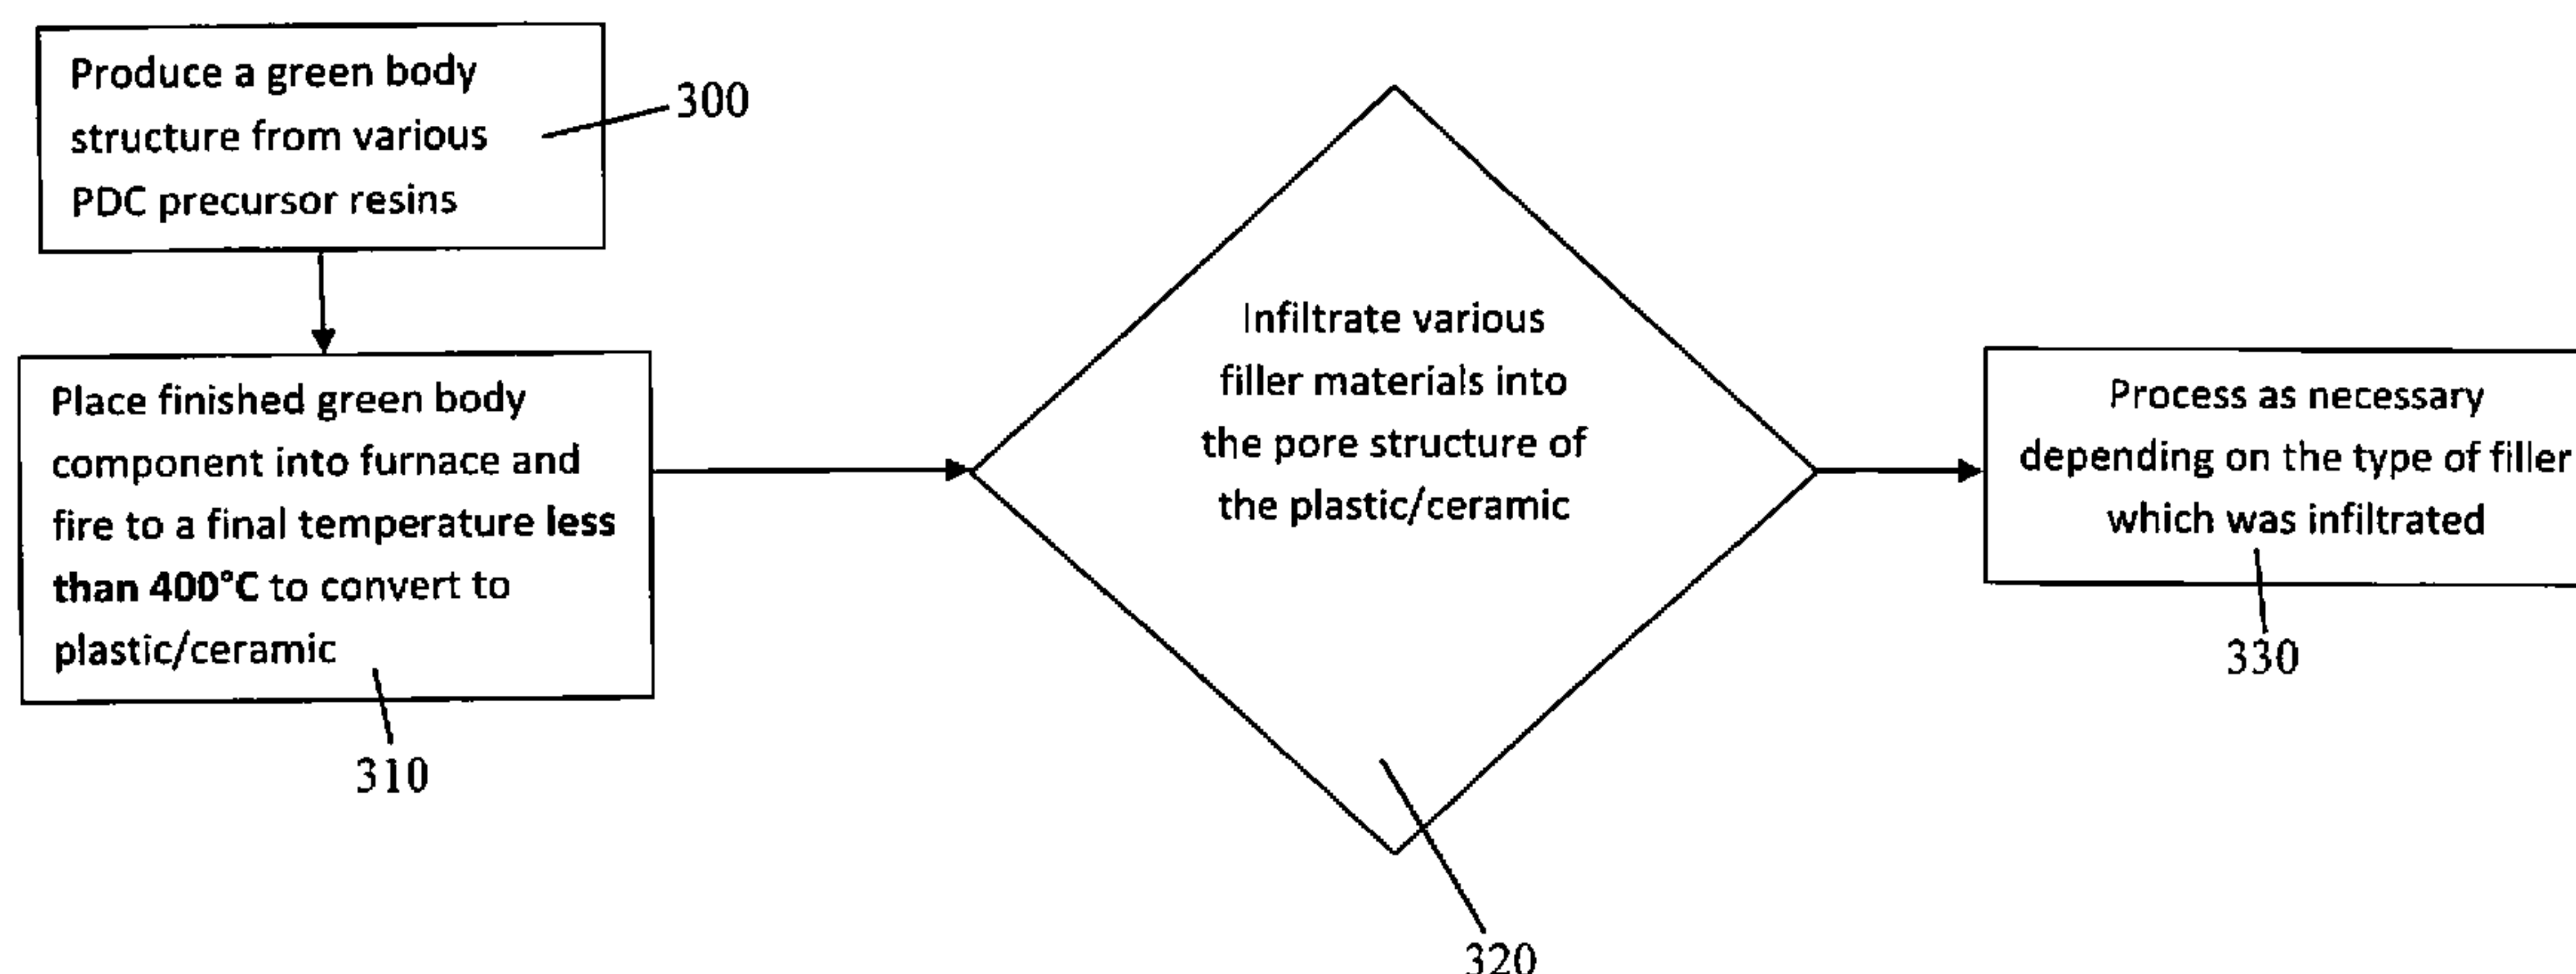 Produce a green body
structure from various
PDC precursor resins
300
Place finished green body
component into furnace and
fire to a final temperature less
than 400°C to convert to
plastic/ceramic
310
Infiltrate various
filler materials into
the pore structure of
the plastic/ceramic
320
Process as necessary
depending on the type of filler
which was infiltrated
330